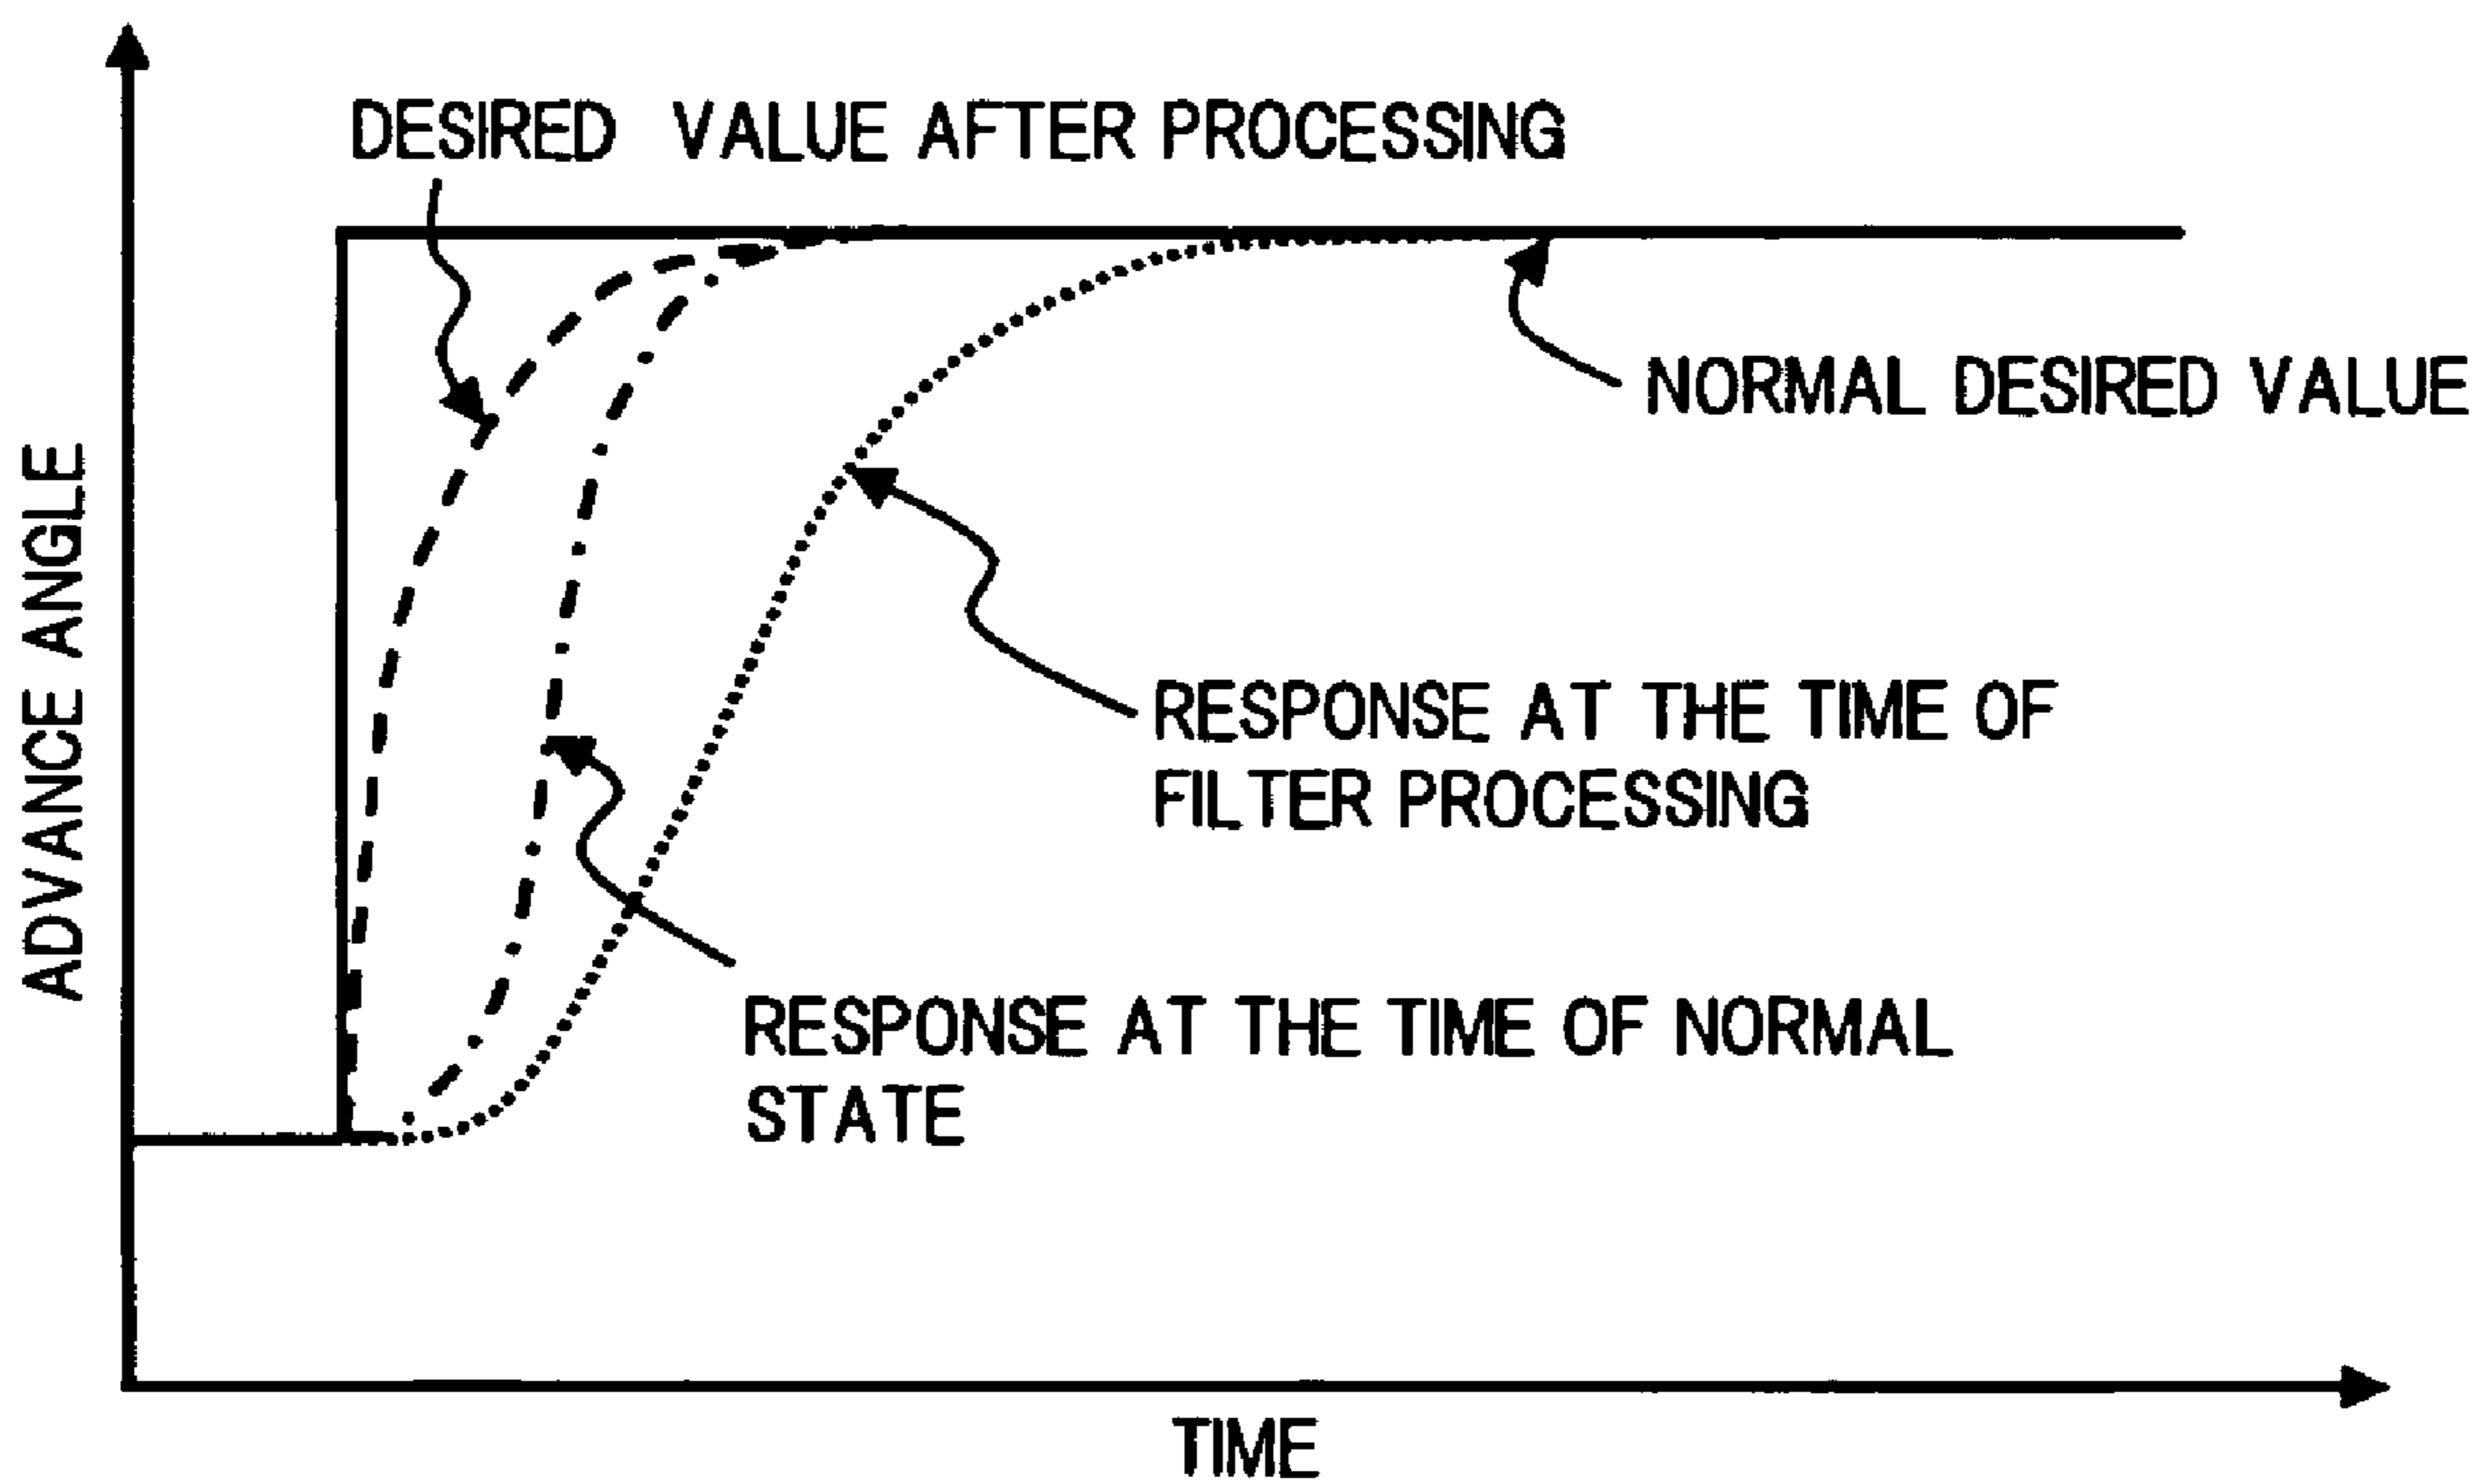 DESIRED VALUE AFTER PROCESSING
NORMAL DESIRED VALUE
ADVANCE ANGLE
RESPONSE AT THE TIME OF
FILTER PROCESSING
RESPONSE AT THE TIME OF NORMAL
STATE
TIME